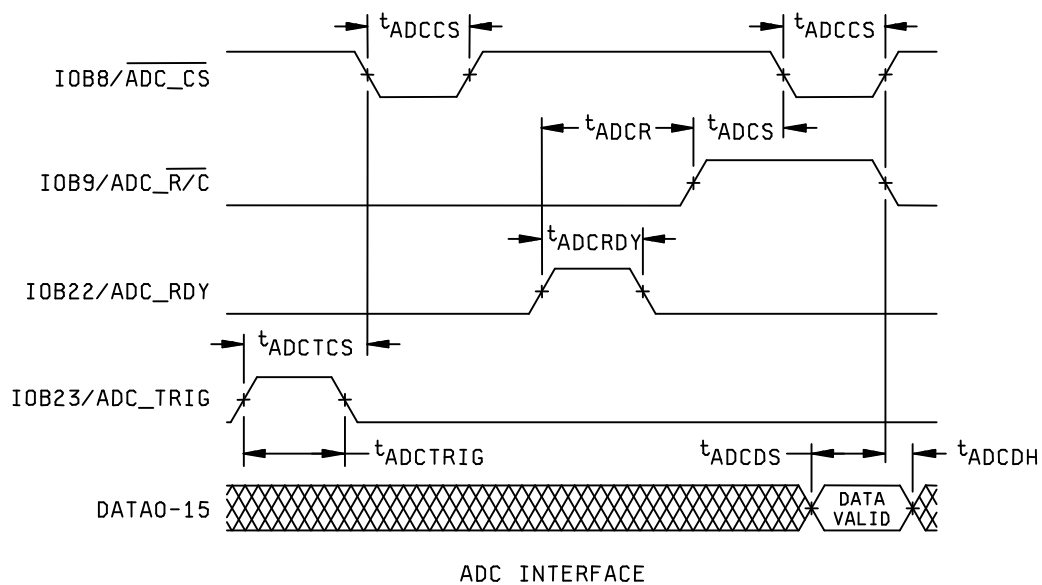 tADCCS tADCCS
IOB8/ADC_CS
tADCR tADCS
IOB9/ADC_R/C
tADCRDY
IOB22/ADC_RDY
tADCTCS
IOB23/ADC_TRIG
tADCTRIG tADCDS tADCDH
DATA0-15 DATA
VALID
ADC INTERFACE